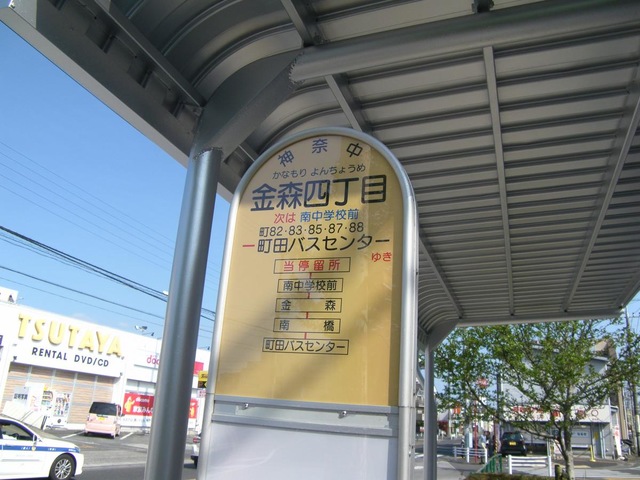 神奈中
かなもり よんちょうめ
金森四丁目
次は 南中学校前
町82・83・85・87・88
町田バスセンター
ゆき
当停留所
南中学校前
金森
南橋
町田バスセンター
TSUTAYA
RENTAL DVD/CD